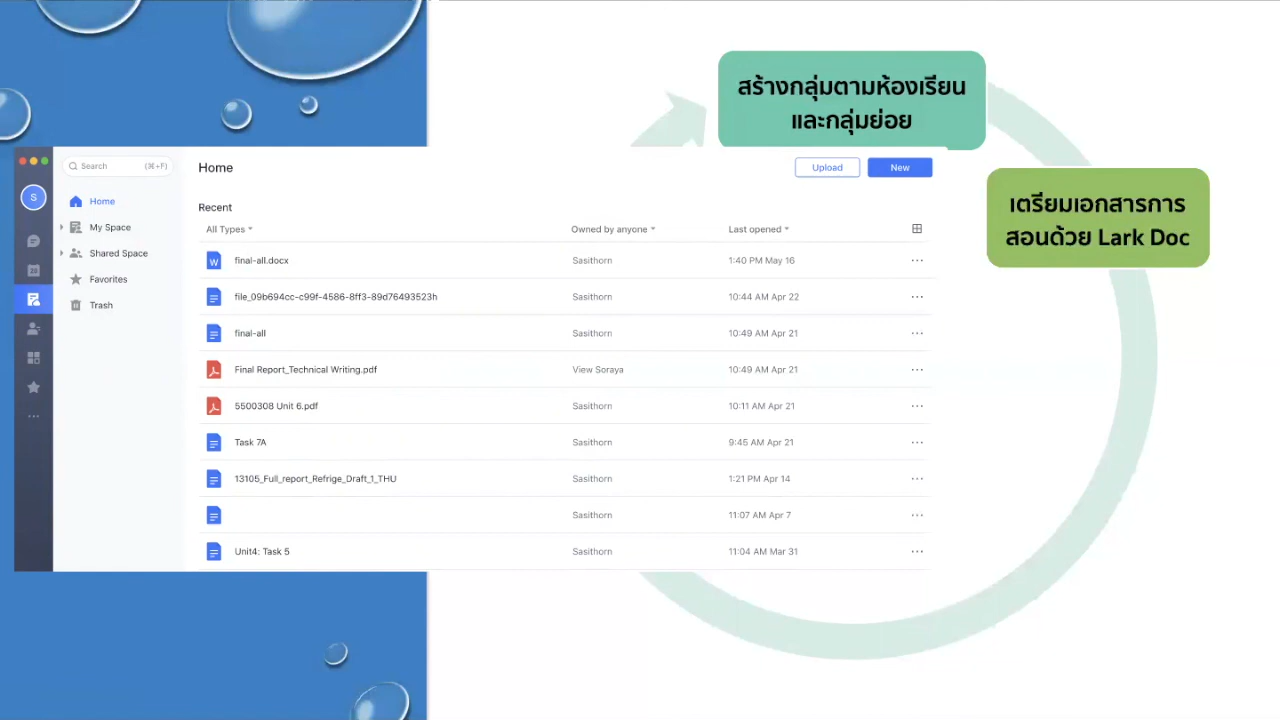 สร้างกลุ่มตามห้องเรียน
และกลุ่มย่อย
เตรียมเอกสารการ
สอนด้วย Lark Doc
Search (⌘+F)
S
Home
My Space
Shared Space
Favorites
Trash
Home
Upload
New
Recent
All Types Owned by anyone Last opened
final-all.docx Sasithorn 1:40 PM May 16
file_09b694cc-c99f-4586-8ff3-89d76493523h Sasithorn 10:44 AM Apr 22
final-all Sasithorn 10:49 AM Apr 21
Final Report_Technical Writing.pdf View Soraya 10:49 AM Apr 21
5500308 Unit 6.pdf Sasithorn 10:11 AM Apr 21
Task 7A Sasithorn 9:45 AM Apr 21
13105_Full_report_Refrige_Draft_1_THU Sasithorn 1:21 PM Apr 14
Sasithorn 11:07 AM Apr 7
Unit4: Task 5 Sasithorn 11:04 AM Mar 31